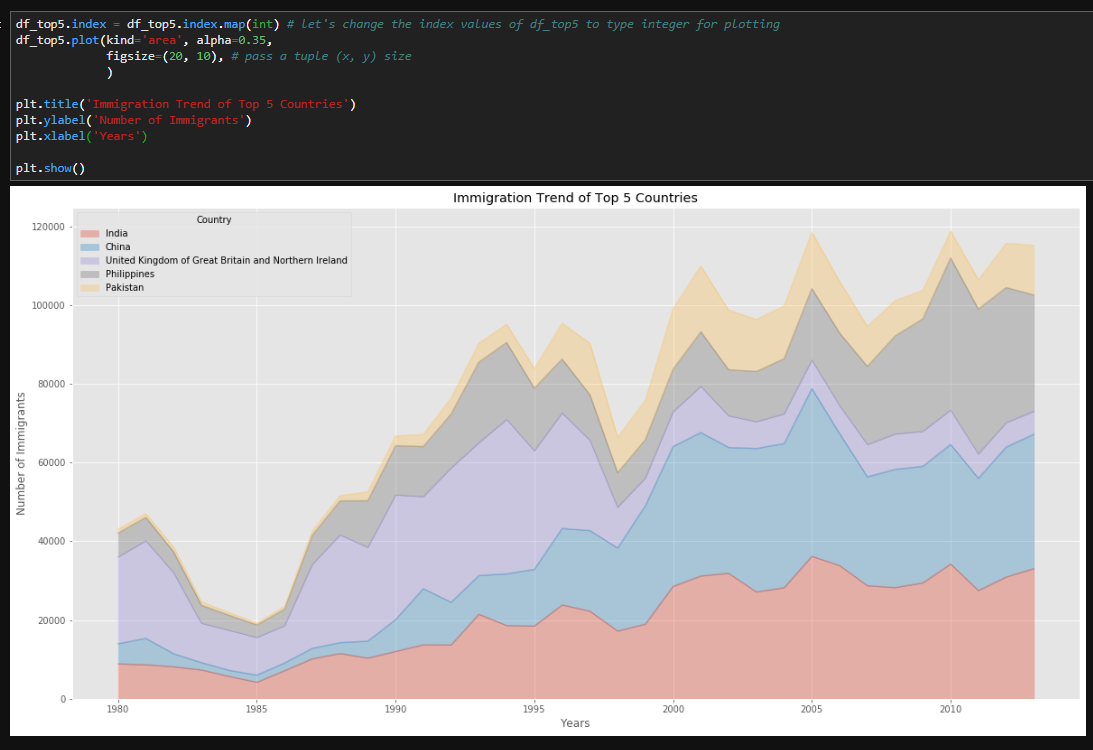 df_top5.index = df_top5.index.map(int) # let's change the index values of df_top5 to type integer for plotting
df_top5.plot(kind='area', alpha=0.35,
figsize=(20, 10), # pass a tuple (x, y) size
)
plt.title('Immigration Trend of Top 5 Countries')
plt.ylabel('Number of Immigrants')
plt.xlabel('Years')
plt.show()
Immigration Trend of Top 5 Countries
Country
India
China
United Kingdom of Great Britain and Northern Ireland
Philippines
Pakistan
Number of Immigrants
120000
100000
80000
60000
40000
20000
0
1980 1985 1990 1995 2000 2005 2010
Years